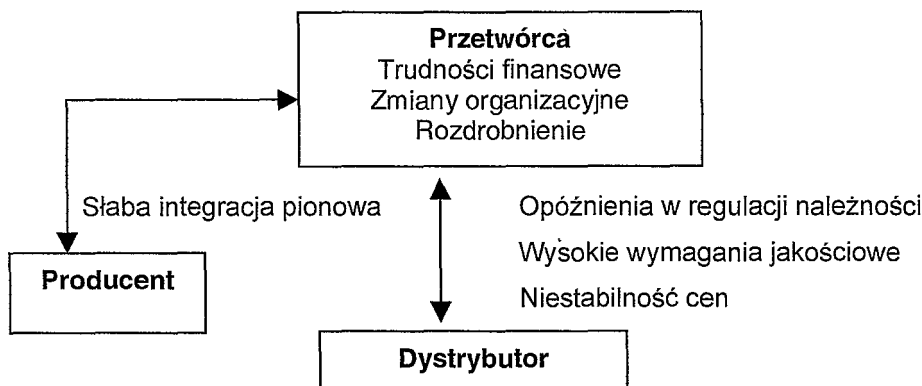 Przetwórca
Trudności finansowe
Zmiany organizacyjne
Rozdrobnienie
Słaba integracja pionowa
Opóźnienia w regulacji należności
Wysokie wymagania jakościowe
Niestabilność cen
Producent
Dystrybutor